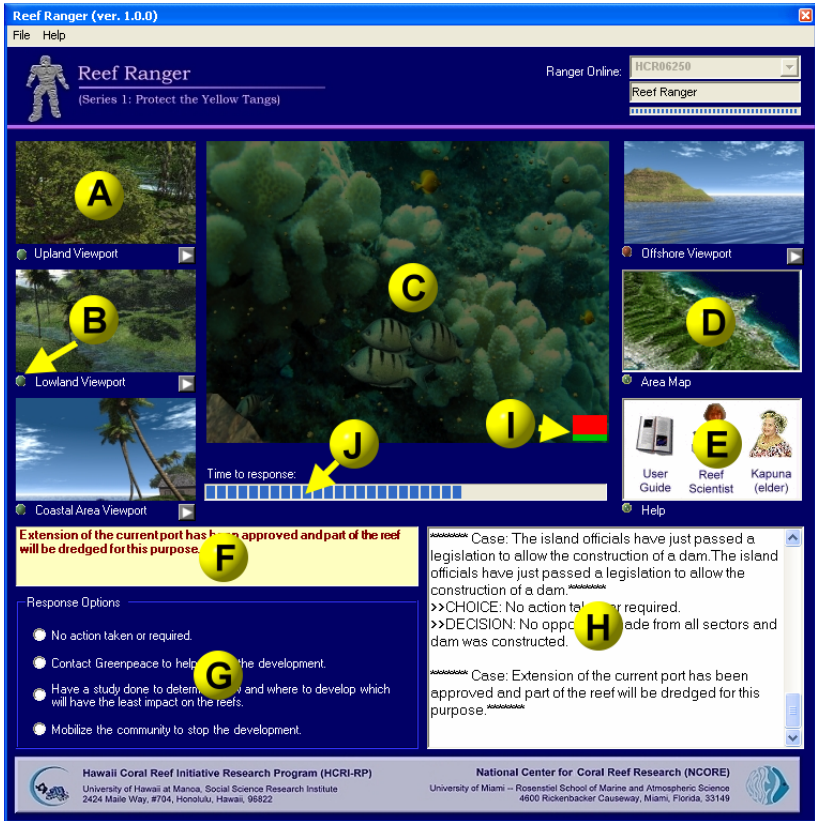 Reef Ranger (ver. 1.0.0)
File Help
Reef Ranger
(Series 1: Protect the Yellow Tangs)
Ranger Online:
HCR06250
Reef Ranger
A
Upland Viewport
B
Lowland Viewport
Coastal Area Viewport
C
I
J
Time to response:
Offshore Viewport
D
Area Map
E
User Guide
Reef Scientist
Kapuna (elder)
Help
Extension of the current port has been approved and part of the reef
will be dredged for this purpose.
F
Response Options
No action taken or required.
Contact Greenpeace to help the development.
Have a study done to determ and where to develop which
will have the least impact on the reefs.
Mobilize the community to stop the development.
G
******* Case: The island officials have just passed a
legislation to allow the construction of a dam.The island
officials have just passed a legislation to allow the
construction of a dam.*******
>>CHOICE: No action taken or required.
>>DECISION: No oppo ade from all sectors and
dam was constructed.
******* Case: Extension of the current port has been
approved and part of the reef will be dredged for this
purpose.*******
H
Hawaii Coral Reef Initiative Research Program (HCRI-RP)
University of Hawaii at Manoa, Social Science Research Institute
2424 Maile Way, #704, Honolulu, Hawaii, 96822
National Center for Coral Reef Research (NCORE)
University of Miami -- Rosenstiel School of Marine and Atmospheric Science
4600 Rickenbacker Causeway, Miami, Florida, 33149